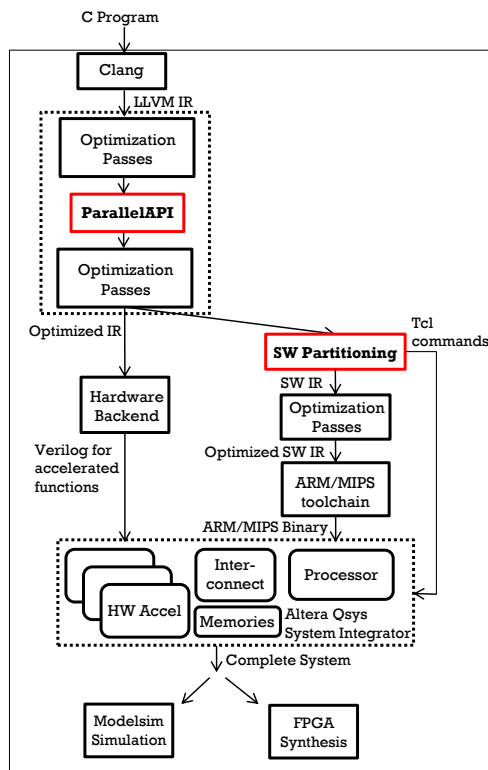 C Program
Clang
LLVM IR
Optimization
Passes
ParallelAPI
Optimization
Passes
Optimized IR
Tcl
commands
SW Partitioning
SW IR
Hardware
Backend
Optimization
Passes
Optimized SW IR
Verilog for
accelerated
functions
ARM/MIPS
toolchain
ARM/MIPS Binary
HW Accel
Inter-
connect
Processor
Memories
Altera Qsys
System Integrator
Complete System
Modelsim
Simulation
FPGA
Synthesis